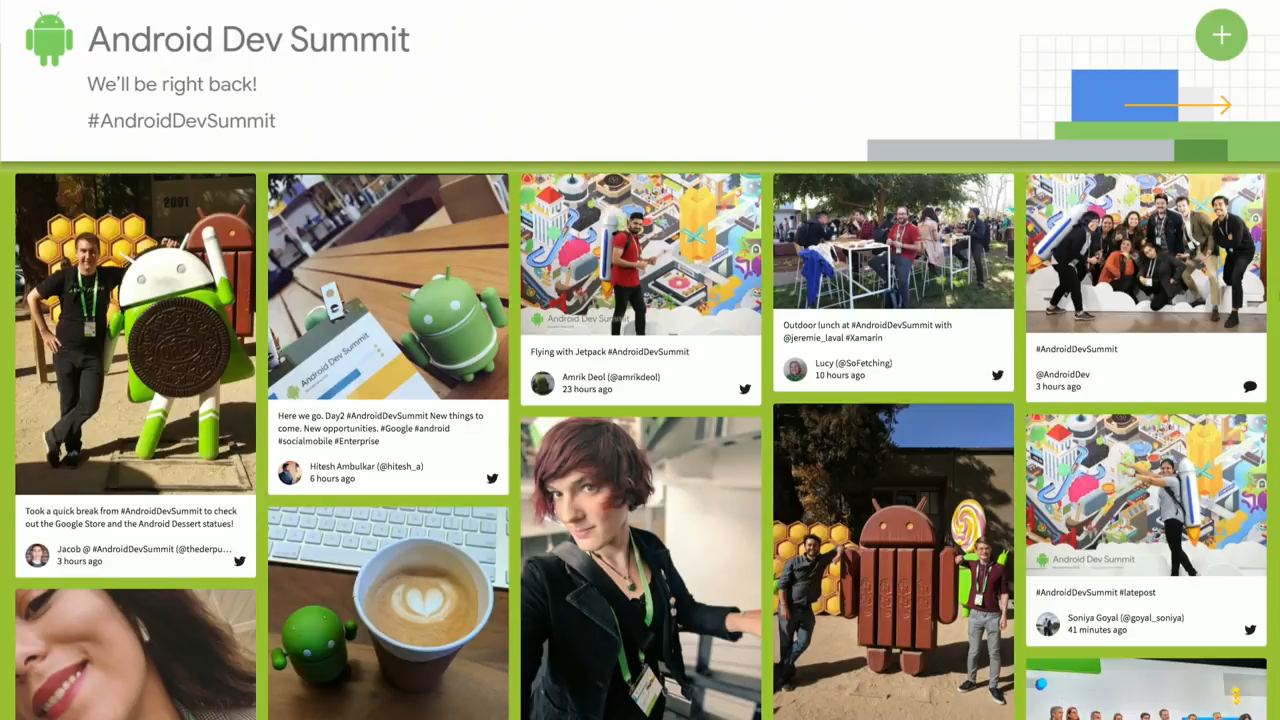 Android Dev Summit
We'll be right back!
#AndroidDevSummit
2001
Took a quick break from #AndroidDevSummit to check
out the Google Store and the Android Dessert statues!
Jacob @ #AndroidDevSummit (@thederpu...
3 hours ago
Android Dev Summit
Here we go. Day2 #AndroidDevSummit New things to
come. New opportunities. #Google #android
#socialmobile #Enterprise
Hitesh Ambulkar (@hitesh_a)
6 hours ago
Android Dev Summit
Flying with Jetpack #AndroidDevSummit
Amrik Deol (@amrikdeol)
23 hours ago
Outdoor lunch at #AndroidDevSummit with
@jeremie_laval #Xamarin
Lucy (@SoFetching)
10 hours ago
#AndroidDevSummit
@AndroidDev
3 hours ago
Android Dev Summit
#AndroidDevSummit #latepost
Soniya Goyal (@goyal_soniya)
41 minutes ago